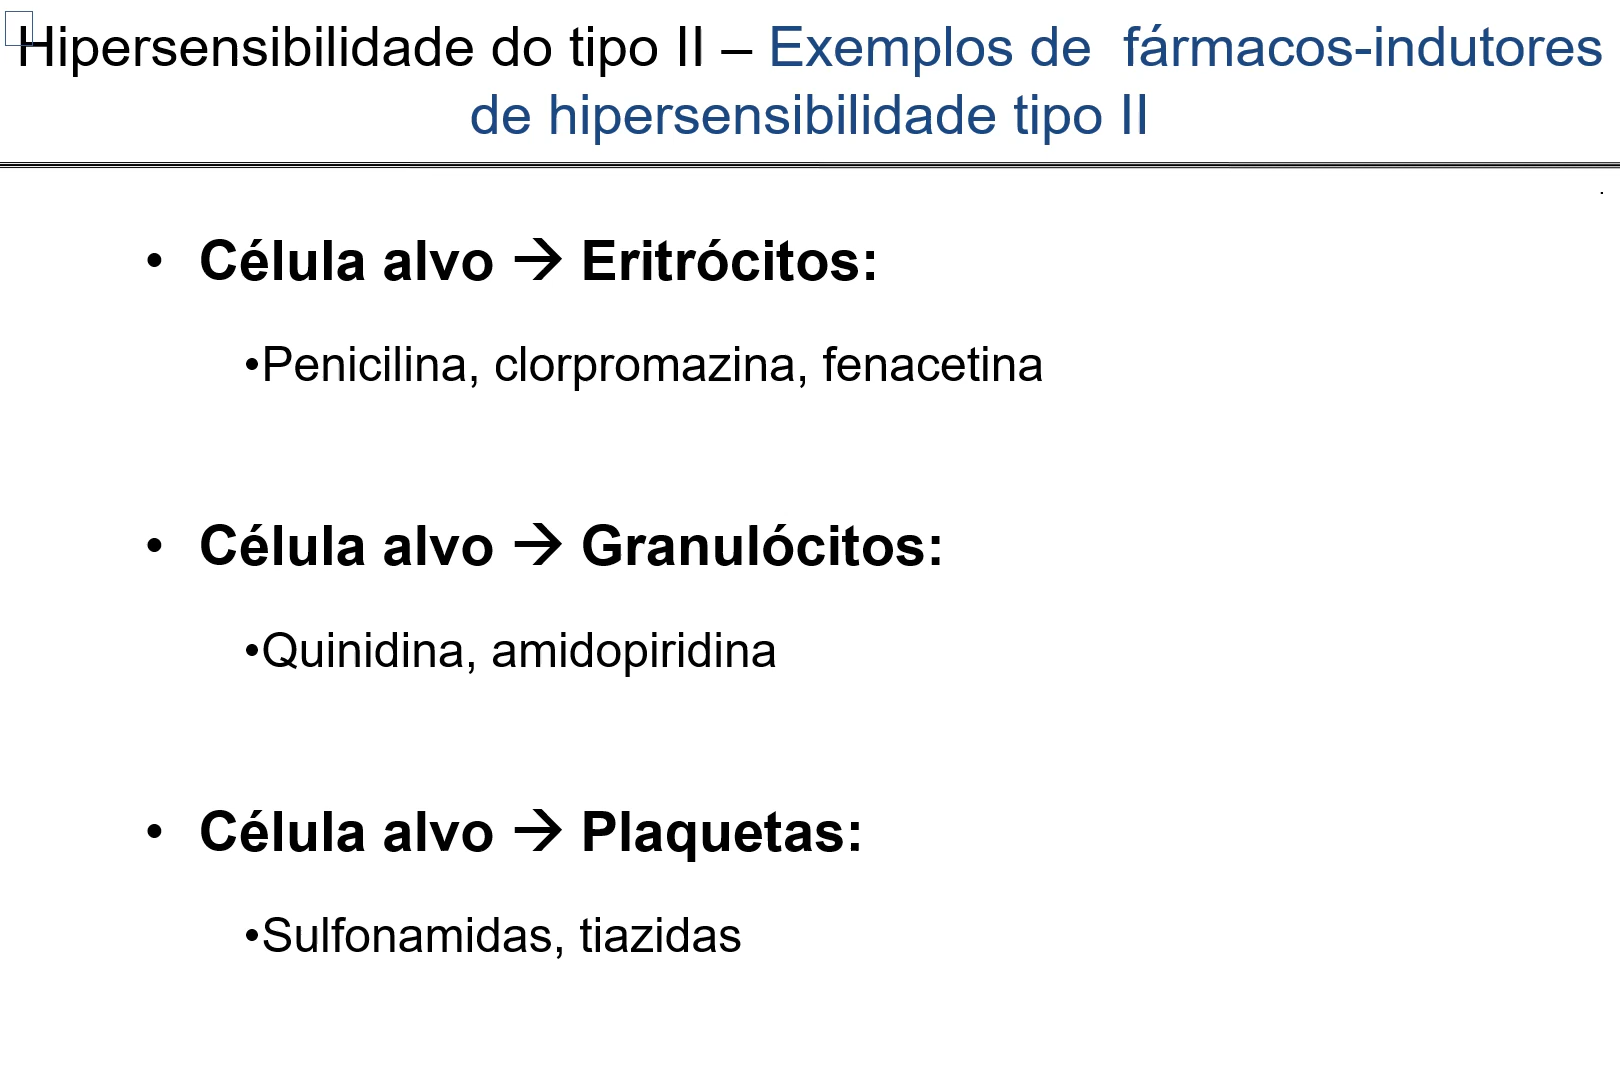 Hipersensibilidade do tipo II – Exemplos de  fármacos-indutores
de hipersensibilidade tipo II
.
• Célula alvo → Eritrócitos:
•Penicilina, clorpromazina, fenacetina
• Célula alvo → Granulócitos:
•Quinidina, amidopiridina
• Célula alvo → Plaquetas:
•Sulfonamidas, tiazidas